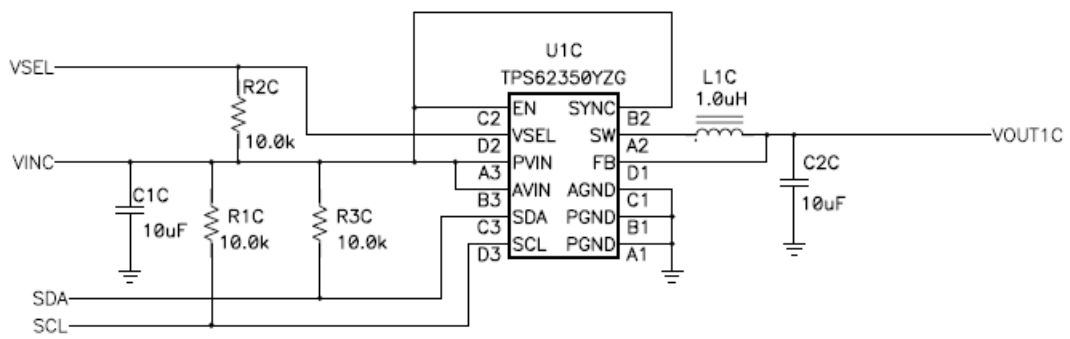 U1C
TPS62350YZG
VSEL
R2C
10.0k
L1C
1.0uH
EN
SYNC
C2
B2
VSEL
SW
D2
A2
VOUT1C
VINC
PVIN
FB
A3
D1
C1C
10uF
R1C
10.0k
R3C
10.0k
AVIN
AGND
B3
C1
C2C
10uF
SDA
PGND
C3
B1
SCL
PGND
D3
A1
SDA
SCL